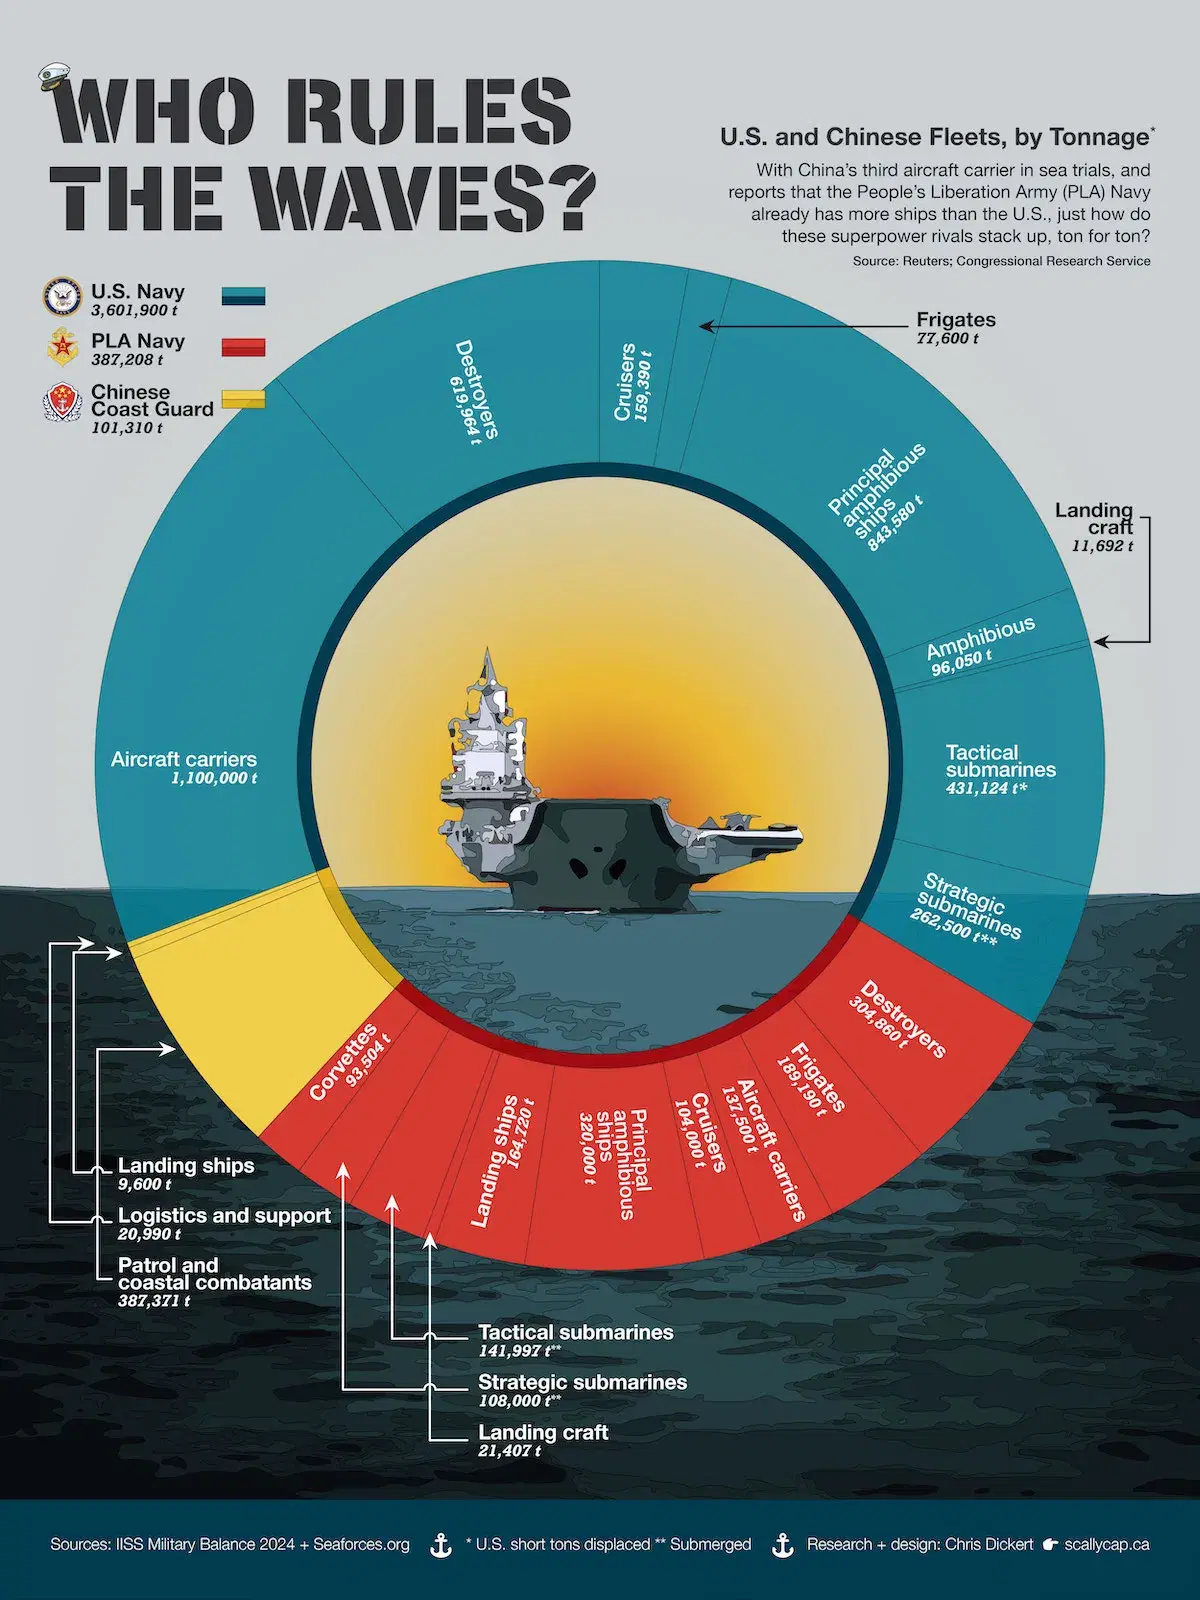 WHO RULES
THE WAVES?
U.S. and Chinese Fleets, by Tonnage*
With China's third aircraft carrier in sea trials, and
reports that the People's Liberation Army (PLA) Navy
already has more ships than the U.S., just how do
these superpower rivals stack up, ton for ton?
Source: Reuters; Congressional Research Service
U.S. Navy
3,601,900 t
PLA Navy
387,208 t
Chinese
Coast Guard
101,310 t
Destroyers
619,964 t
Cruisers
159,390 t
Frigates
77,600 t
Principal
amphibious
ships
843,580 t
Landing
craft
11,692 t
Amphibious
96,050 t
Aircraft carriers
1,100,000 t
Tactical
submarines
431,124 t*
Strategic
submarines
262,500 t**
Destroyers
304,860 t
Frigates
189,190 t
Aircraft carriers
137,500 t
Cruisers
104,000 t
Principal
amphibious
ships
320,000 t
Landing ships
164,720 t
Corvettes
93,504 t
Landing ships
9,600 t
Logistics and support
20,990 t
Patrol and
coastal combatants
387,371 t
Tactical submarines
141,997 t**
Strategic submarines
108,000 t**
Landing craft
21,407 t
Sources: IISS Military Balance 2024 + Seaforces.org
* U.S. short tons displaced ** Submerged
Research + design: Chris Dickert
scallycap.ca